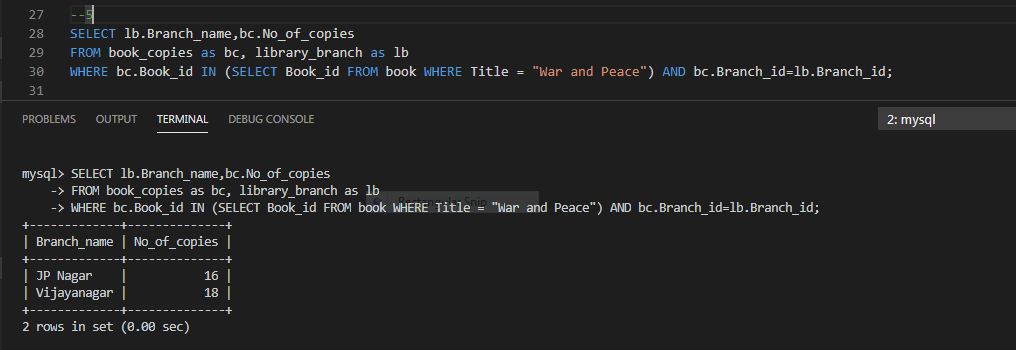 27 --5
28 SELECT lb.Branch_name,bc.No_of_copies
29 FROM book_copies as bc, library_branch as lb
30 WHERE bc.Book_id IN (SELECT Book_id FROM book WHERE Title = "War and Peace") AND bc.Branch_id=lb.Branch_id;
31
PROBLEMS OUTPUT TERMINAL DEBUG CONSOLE 2: mysql
mysql> SELECT lb.Branch_name,bc.No_of_copies
-> FROM book_copies as bc, library_branch as lb
Rectangular Snip
-> WHERE bc.Book_id IN (SELECT Book_id FROM book WHERE Title = "War and Peace") AND bc.Branch_id=lb.Branch_id;
+-------------+--------------+
| Branch_name | No_of_copies |
+-------------+--------------+
| JP Nagar    |           16 |
| Vijayanagar |           18 |
+-------------+--------------+
2 rows in set (0.00 sec)